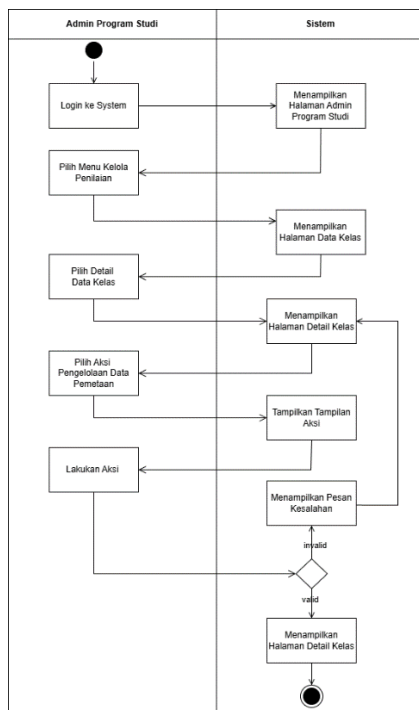 Admin Program Studi
Sistem
Login ke System
Menampilkan
Halaman Admin
Program Studi
Pilih Menu Kelola
Penilaian
Menampilkan
Halaman Data Kelas
Pilih Detail
Data Kelas
Menampilkan
Halaman Detail Kelas
Pilih Aksi
Pengelolaan Data
Pemetaan
Tampilkan Tampilan
Aksi
Lakukan Aksi
Menampilkan Pesan
Kesalahan
invalid
valid
Menampilkan
Halaman Detail Kelas